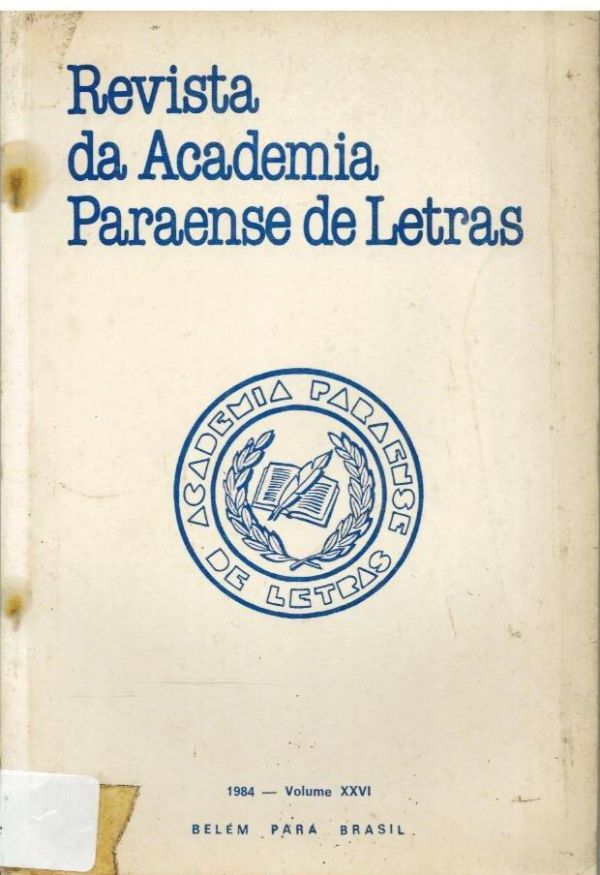 Revista
da Academia
Paraense de Letras
ACADEMIA PARAENSE
DE LETRAS
1984 — Volume XXVI
BELÉM PARÁ BRASIL